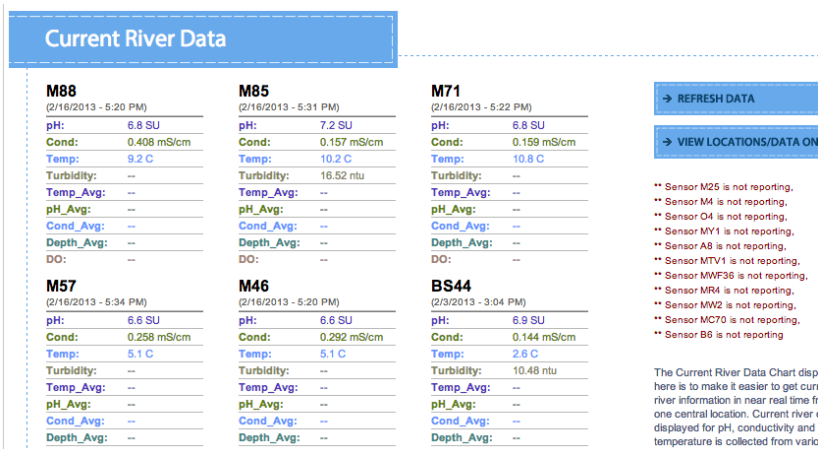 Current River Data
M88
(2/16/2013 - 5:20 PM)
pH: 6.8 SU
Cond: 0.408 mS/cm
Temp: 9.2 C
Turbidity: --
Temp_Avg: --
pH_Avg: --
Cond_Avg: --
Depth_Avg: --
DO: --
M85
(2/16/2013 - 5:31 PM)
pH: 7.2 SU
Cond: 0.157 mS/cm
Temp: 10.2 C
Turbidity: 16.52 ntu
Temp_Avg: --
pH_Avg: --
Cond_Avg: --
Depth_Avg: --
DO: --
M71
(2/16/2013 - 5:22 PM)
pH: 6.8 SU
Cond: 0.159 mS/cm
Temp: 10.8 C
Turbidity: --
Temp_Avg: --
pH_Avg: --
Cond_Avg: --
Depth_Avg: --
DO: --
M57
(2/16/2013 - 5:34 PM)
pH: 6.6 SU
Cond: 0.258 mS/cm
Temp: 5.1 C
Turbidity: --
Temp_Avg: --
pH_Avg: --
Cond_Avg: --
Depth_Avg: --
M46
(2/16/2013 - 5:20 PM)
pH: 6.6 SU
Cond: 0.292 mS/cm
Temp: 5.1 C
Turbidity: --
Temp_Avg: --
pH_Avg: --
Cond_Avg: --
Depth_Avg: --
BS44
(2/3/2013 - 3:04 PM)
pH: 6.9 SU
Cond: 0.144 mS/cm
Temp: 2.6 C
Turbidity: 10.48 ntu
Temp_Avg: --
pH_Avg: --
Cond_Avg: --
Depth_Avg: --
→ REFRESH DATA
→ VIEW LOCATIONS/DATA ON
** Sensor M25 is not reporting,
** Sensor M4 is not reporting,
** Sensor O4 is not reporting,
** Sensor MY1 is not reporting,
** Sensor A8 is not reporting,
** Sensor MTV1 is not reporting,
** Sensor MWF36 is not reporting,
** Sensor MR4 is not reporting,
** Sensor MW2 is not reporting,
** Sensor MC70 is not reporting,
** Sensor B6 is not reporting
The Current River Data Chart disp
here is to make it easier to get curr
river information in near real time fr
one central location. Current river
displayed for pH, conductivity and
temperature is collected from vario